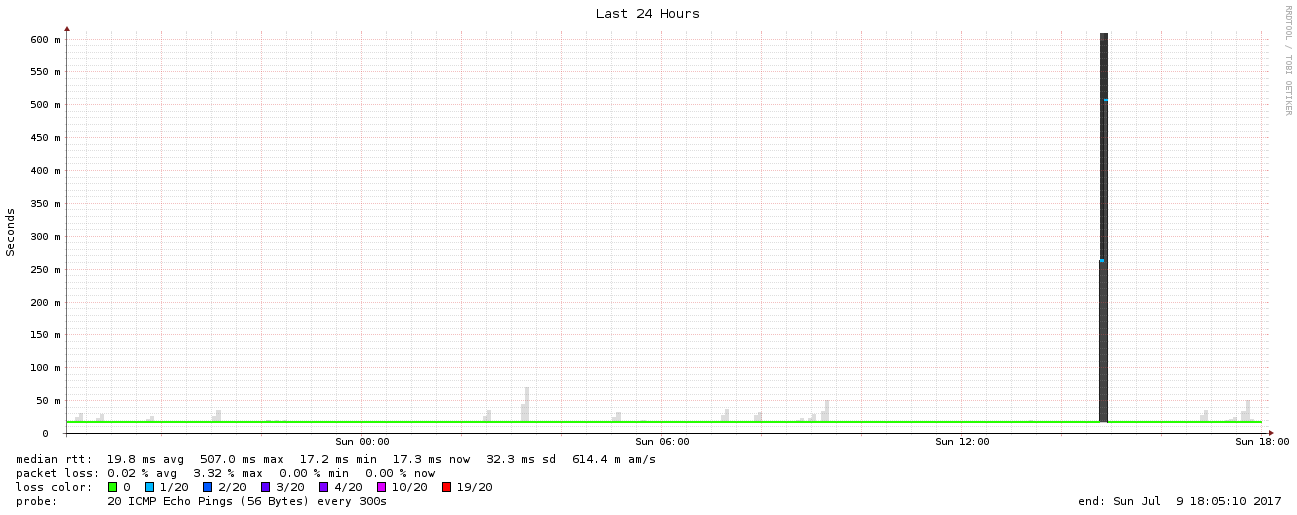 Last 24 Hours
RRDTOOL / TOBI OETIKER
Seconds
600 m
550 m
500 m
450 m
400 m
350 m
300 m
250 m
200 m
150 m
100 m
50 m
0
Sun 00:00 Sun 06:00 Sun 12:00 Sun 18:00
median rtt: 19.8 ms avg 507.0 ms max 17.2 ms min 17.3 ms now 32.3 ms sd 614.4 m am/s
packet loss: 0.02 % avg 3.32 % max 0.00 % min 0.00 % now
loss color: 0 1/20 2/20 3/20 4/20 10/20 19/20
probe: 20 ICMP Echo Pings (56 Bytes) every 300s end: Sun Jul 9 18:05:10 2017